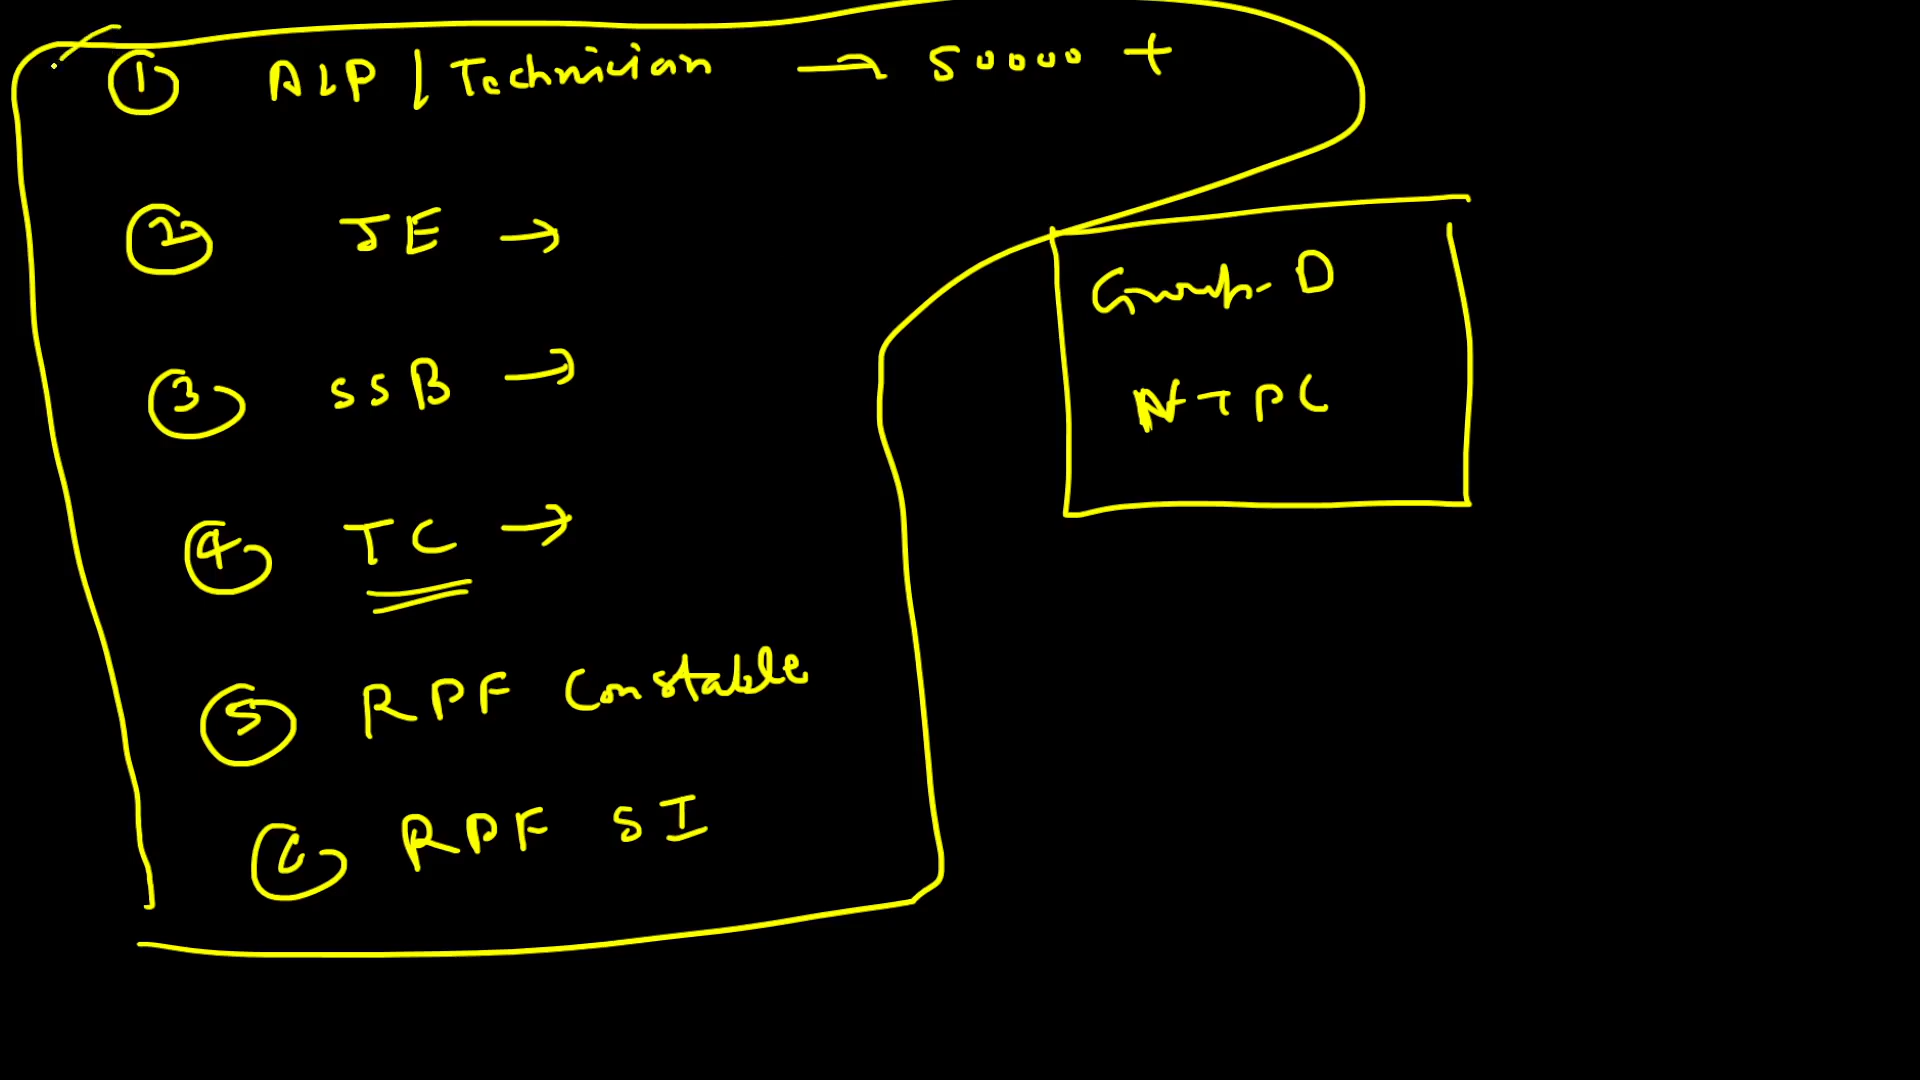 1 ALP | Technician → 50000 +
2 JE →
3 SSB →
4 TC →
5 RPF Constable
6 RPF SI
Group-D
NTPC